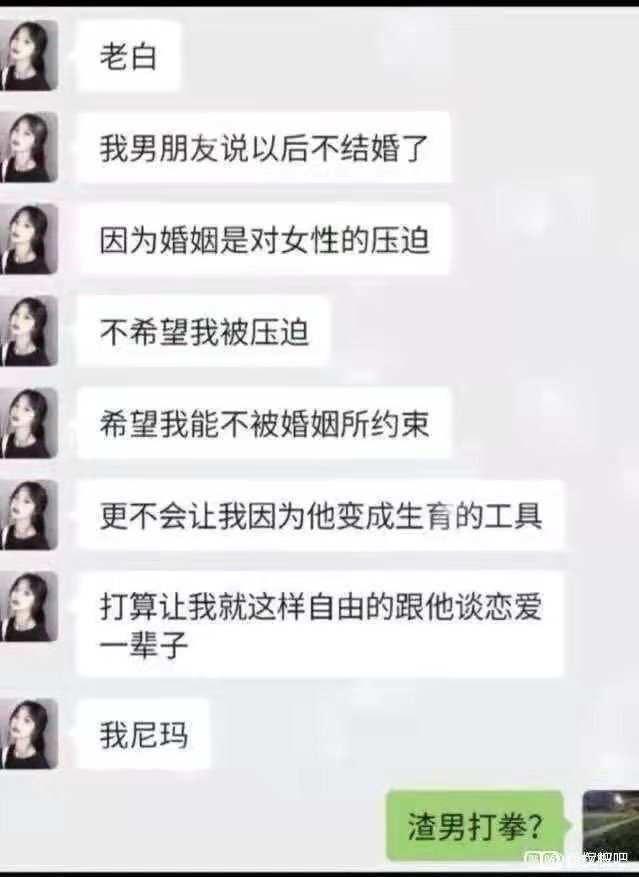 老白
我男朋友说以后不结婚了
因为婚姻是对女性的压迫
不希望我被压迫
希望我能不被婚姻所约束
更不会让我因为他变成生育的工具
打算让我就这样自由的跟他谈恋爱
一辈子
我尼玛
渣男打拳?